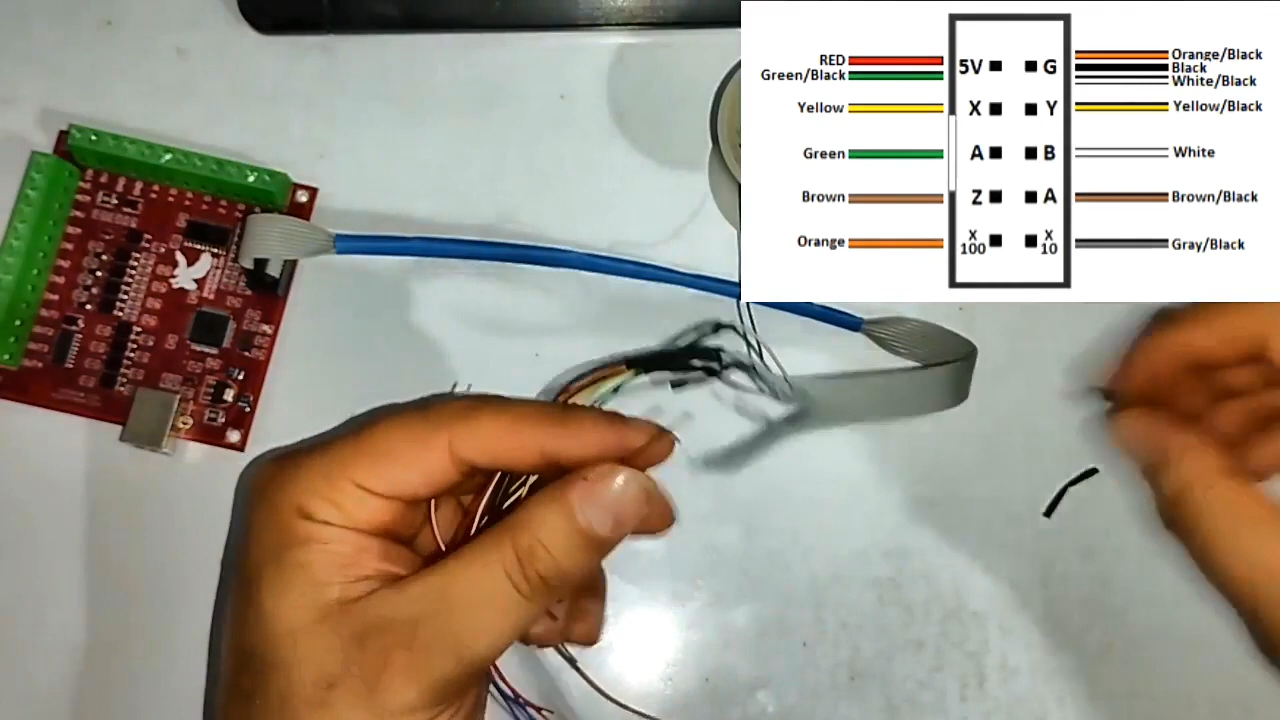 RED
Green/Black
Yellow
Green
Brown
Orange
5V G
X Y
A B
Z A
X 100 X 10
Orange/Black
Black
White/Black
Yellow/Black
White
Brown/Black
Gray/Black